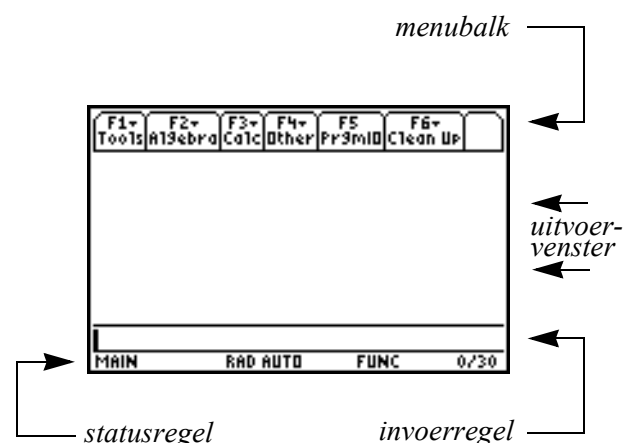 menubalk
F1 F2 F3 F4 F5 F6
Tools Algebra Calc Other PrgmIO Clean Up
uitvoer-
venster
MAIN RAD AUTO FUNC 0/30
statusregel invoerregel